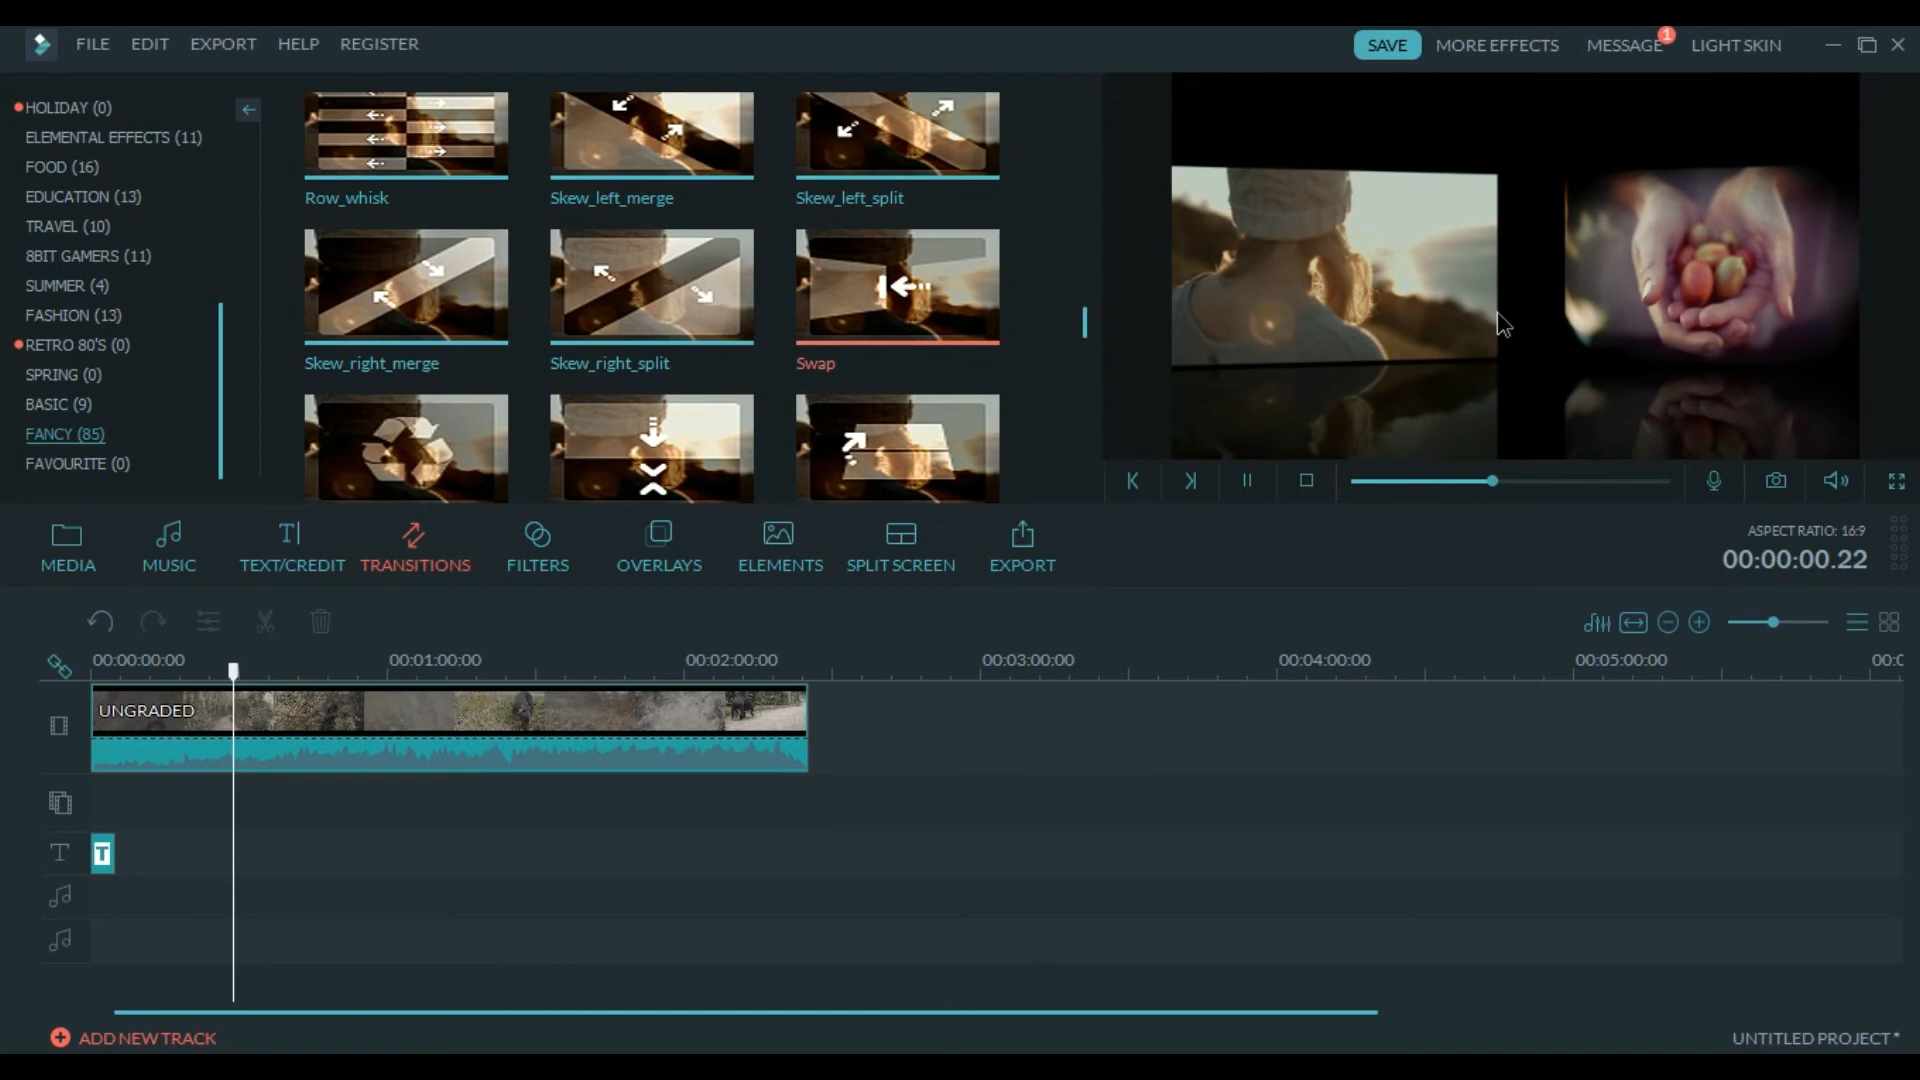 FILE EDIT EXPORT HELP REGISTER
SAVE MORE EFFECTS MESSAGE 1 LIGHT SKIN
HOLIDAY (0)
ELEMENTAL EFFECTS (11)
FOOD (16)
EDUCATION (13)
TRAVEL (10)
8BIT GAMERS (11)
SUMMER (4)
FASHION (13)
RETRO 80'S (0)
SPRING (0)
BASIC (9)
FANCY (85)
FAVOURITE (0)
Row_whisk Skew_left_merge Skew_left_split
Skew_right_merge Skew_right_split Swap
MEDIA MUSIC TEXT/CREDIT TRANSITIONS FILTERS OVERLAYS ELEMENTS SPLIT SCREEN EXPORT
ASPECT RATIO: 16:9
00:00:00.22
00:00:00:00 00:01:00:00 00:02:00:00 00:03:00:00 00:04:00:00 00:05:00:00 00:0
UNGRADED
T
T
ADD NEW TRACK
UNTITLED PROJECT *